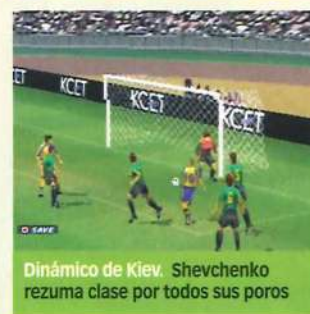 KCET
KCET
KCET
SAVE
Dinámico de Kiev. Shevchenko
rezuma clase por todos sus poros